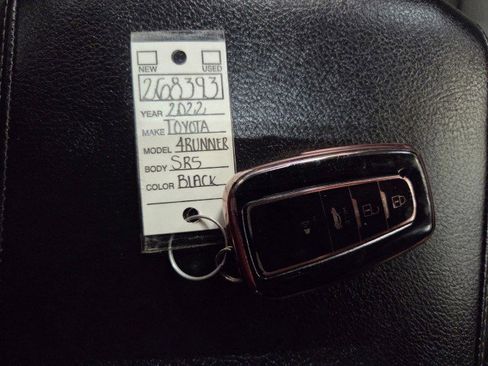 NEW USED
268393
YEAR 2022
MAKE TOYOTA
MODEL 4RUNNER
BODY SR5
COLOR BLACK